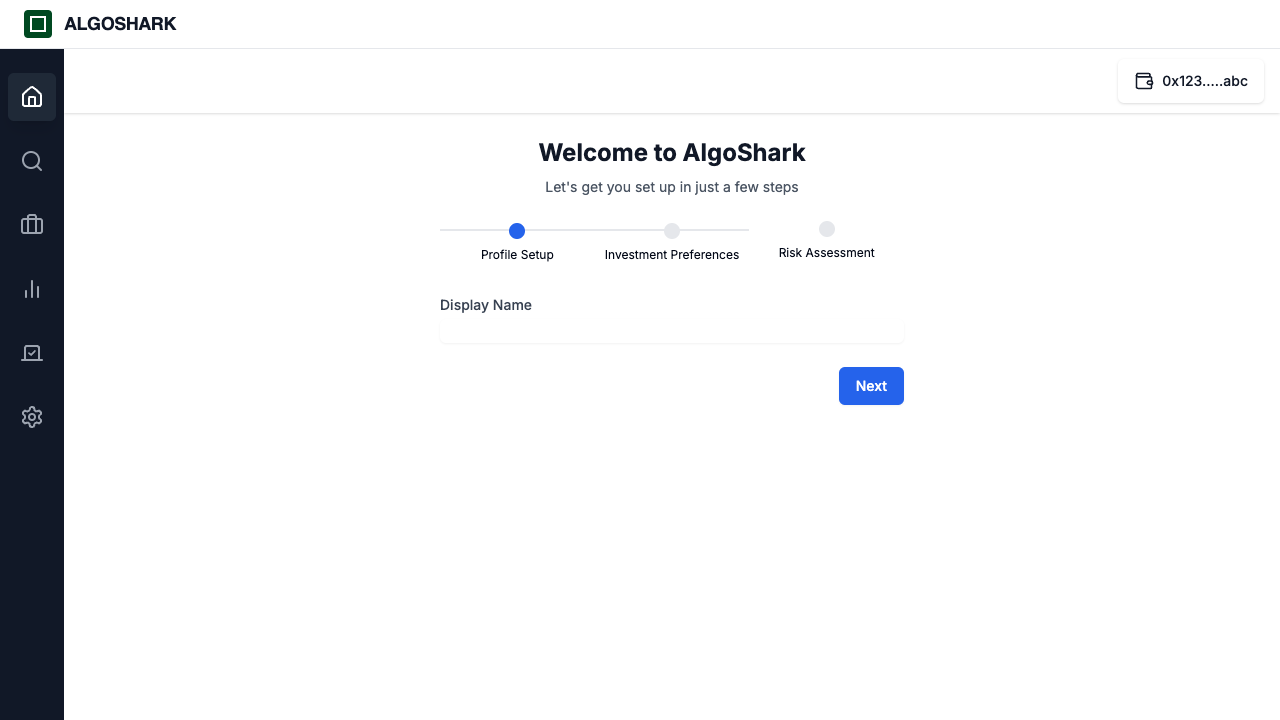 ALGOSHARK
0x123.....abc
Welcome to AlgoShark
Let's get you set up in just a few steps
Profile Setup
Investment Preferences
Risk Assessment
Display Name
Next